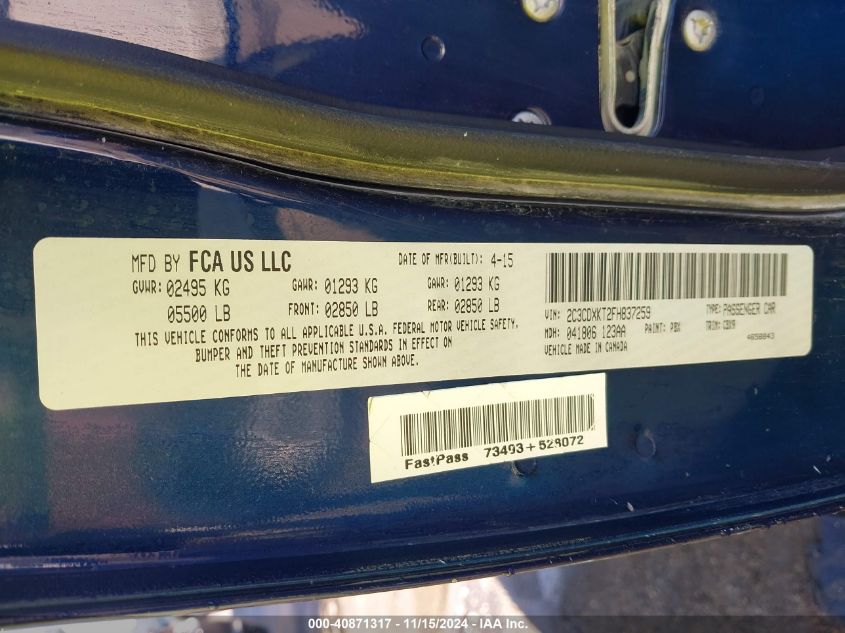 MFD BY FCA US LLC DATE OF MFR(BUILT): 4-15
GVWR: 02495 KG GAWR: 01293 KG GAWR: 01293 KG
05500 LB FRONT: 02850 LB REAR: 02850 LB
THIS VEHICLE CONFORMS TO ALL APPLICABLE U.S.A. FEDERAL MOTOR VEHICLE SAFETY.
BUMPER AND THEFT PREVENTION STANDARDS IN EFFECT ON
THE DATE OF MANUFACTURE SHOWN ABOVE.
VIN: 2C3CDXKT2FH837259 TYPE: PASSENGER CAR
MDH: 041806 123AA PAINT: PBX TRIM: CBX9
VEHICLE MADE IN CANADA 4658843
FastPass 73493+528072
000-40871317 - 11/15/2024 - IAA Inc.